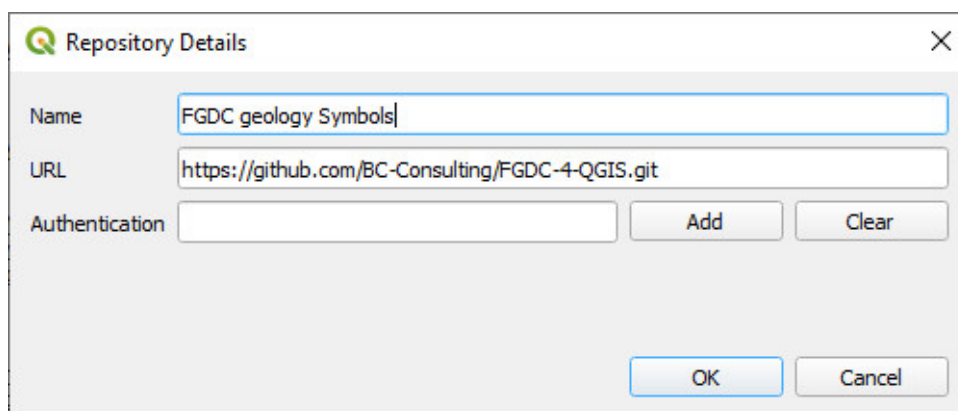 Repository Details
Name FGDC geology Symbols
URL https://github.com/BC-Consulting/FGDC-4-QGIS.git
Authentication Add Clear
OK Cancel